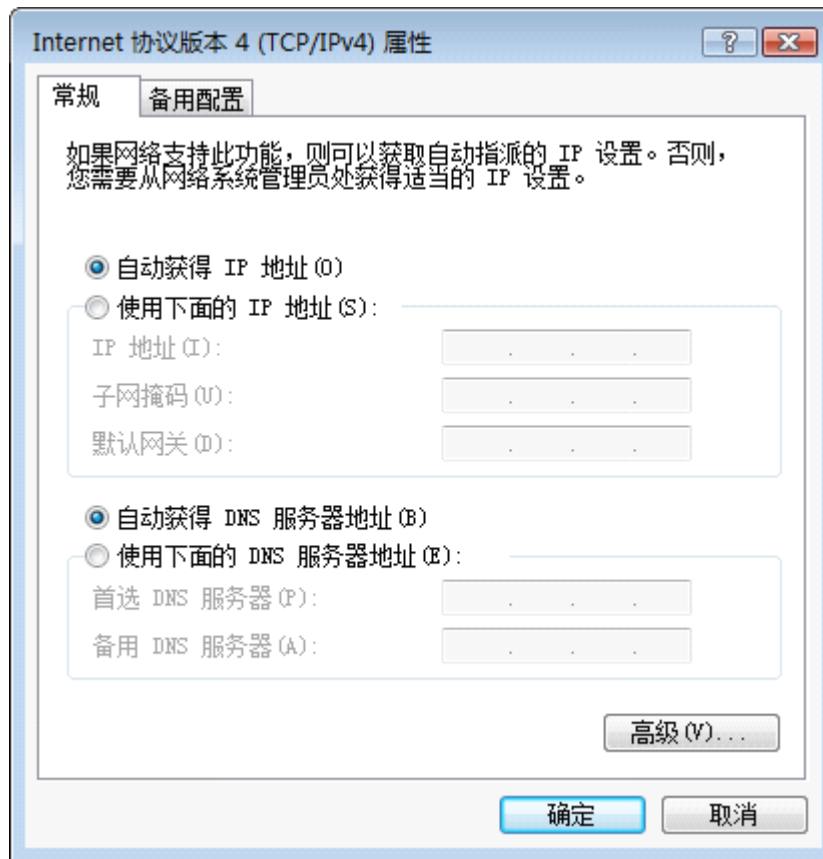 Internet 协议版本 4 (TCP/IPv4) 属性
常规
备用配置
如果网络支持此功能，则可以获取自动指派的 IP 设置。否则，
您需要从网络系统管理员处获得适当的 IP 设置。
自动获得 IP 地址(O)
使用下面的 IP 地址(S):
IP 地址(I):
子网掩码(U):
默认网关(D):
自动获得 DNS 服务器地址(B)
使用下面的 DNS 服务器地址(E):
首选 DNS 服务器(P):
备用 DNS 服务器(A):
高级(V)...
确定
取消